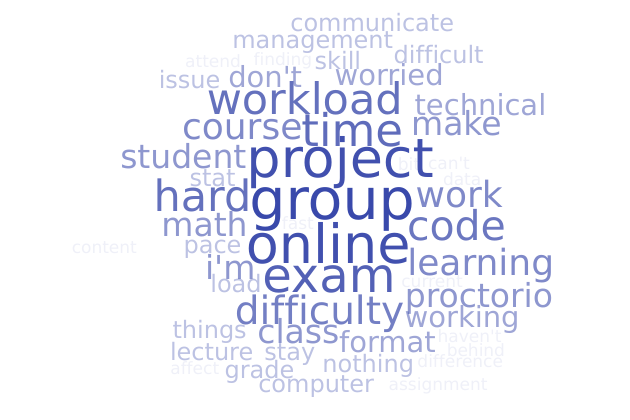 communicate
management
attend finding skill difficult
issue don't worried
workload technical
course time make
student project hit can't
stat data
hard group work
math fast code
content pace online
i'm learning
load exam current
difficulty proctorio
things class working
format haven't
lecture stay behind
affect grade nothing difference
computer assignment